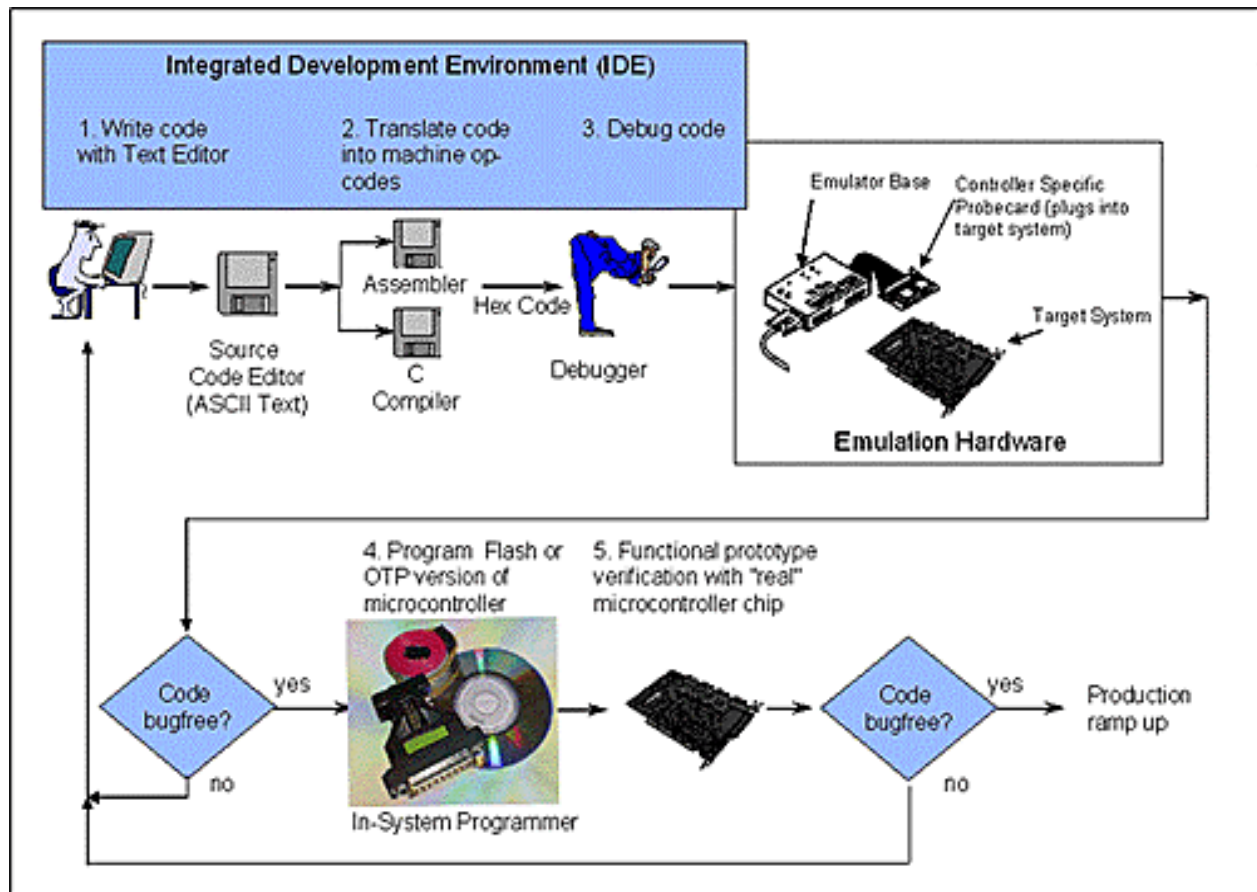 Integrated Development Environment (IDE)
1. Write code
with Text Editor
2. Translate code
into machine op-
codes
3. Debug code
Emulator Base
Controller Specific
Probecard (plugs into
target system)
Target System
Emulation Hardware
Source
Code Editor
(ASCII Text)
Assembler
C
Compiler
Hex Code
Debugger
4. Program Flash or
OTP version of
microcontroller
5. Functional prototype
verification with "real"
microcontroller chip
Code
bugfree?
yes
no
In-System Programmer
Code
bugfree?
yes
no
Production
ramp up